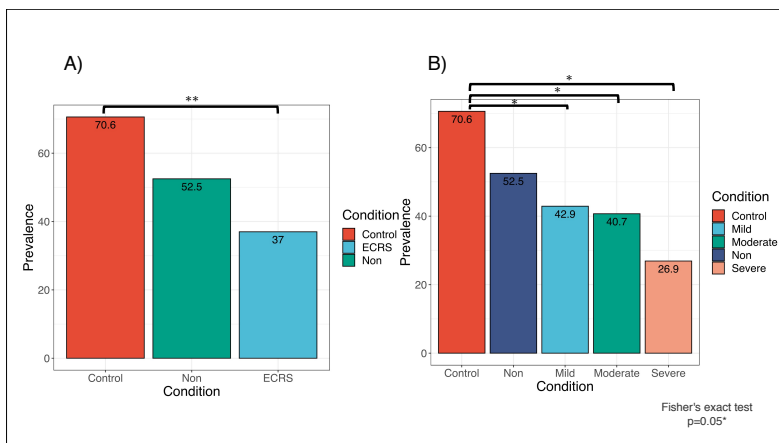 A)
**
70.6
52.5
37
60
40
20
0
Prevalence
Control
Non
ECRS
Condition
Condition
Control
ECRS
Non
B)
*
*
*
70.6
52.5
42.9
40.7
26.9
60
40
20
0
Prevalence
Control
Non
Mild
Moderate
Severe
Condition
Condition
Control
Mild
Moderate
Non
Severe
Fisher's exact test
p=0.05*